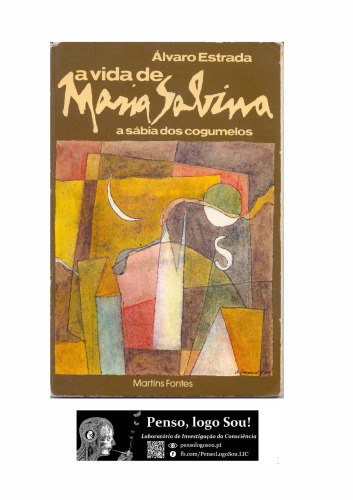 Álvaro Estrada
a vida de
Maria Sabina
a sábia dos cogumelos
Martins Fontes
Penso, logo Sou!
Laboratório de Investigação da Consciência
pensologosou.pt
fb.com/PensoLogoSou.LIC